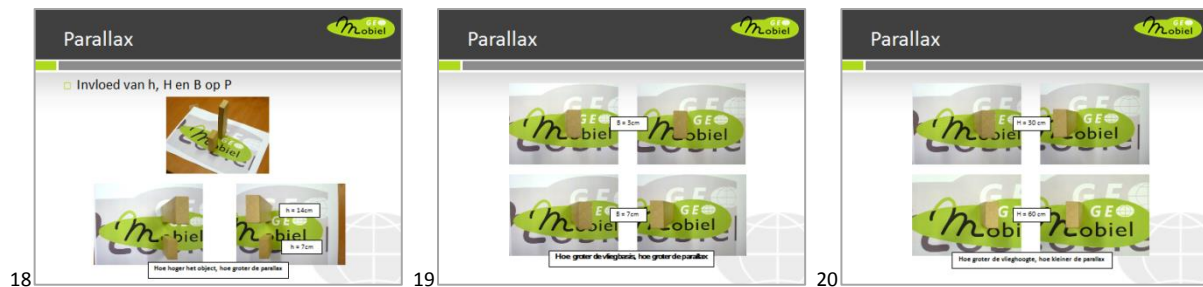 Parallax
GEO
mobiel
Invloed van h, H en B op P
h = 14cm
h = 7cm
Hoe hoger het object, hoe groter de parallax
18
Parallax
GEO
mobiel
B = 5cm
B = 7cm
Hoe groter de vliegbasis, hoe groter de parallax
19
Parallax
GEO
mobiel
H = 30 cm
H = 60 cm
Hoe groter de vlieghoogte, hoe kleiner de parallax
20